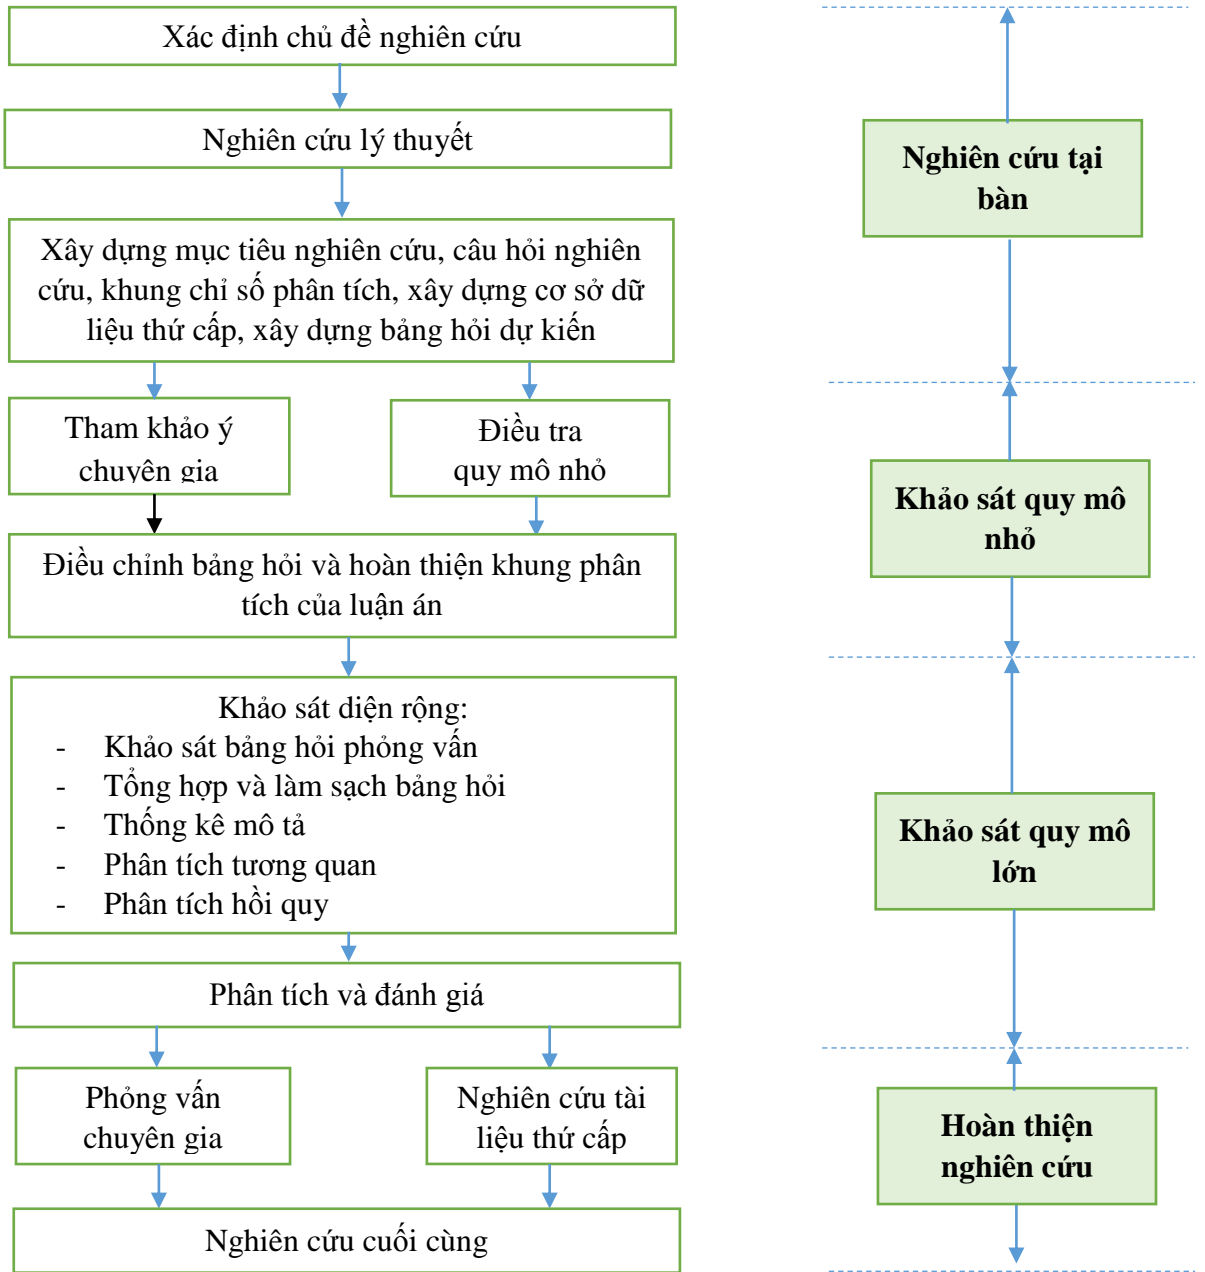 Xác định chủ đề nghiên cứu
Nghiên cứu lý thuyết
Nghiên cứu tại
bàn
Xây dựng mục tiêu nghiên cứu, câu hỏi nghiên
cứu, khung chỉ số phân tích, xây dựng cơ sở dữ
liệu thứ cấp, xây dựng bảng hỏi dự kiến
Tham khảo ý
chuyên gia
Điều tra
quy mô nhỏ
Khảo sát quy mô
nhỏ
Điều chỉnh bảng hỏi và hoàn thiện khung phân
tích của luận án
Khảo sát diện rộng:
- Khảo sát bảng hỏi phỏng vấn
- Tổng hợp và làm sạch bảng hỏi
- Thống kê mô tả
- Phân tích tương quan
- Phân tích hồi quy
Khảo sát quy mô
lớn
Phân tích và đánh giá
Phỏng vấn
chuyên gia
Nghiên cứu tài
liệu thứ cấp
Hoàn thiện
nghiên cứu
Nghiên cứu cuối cùng